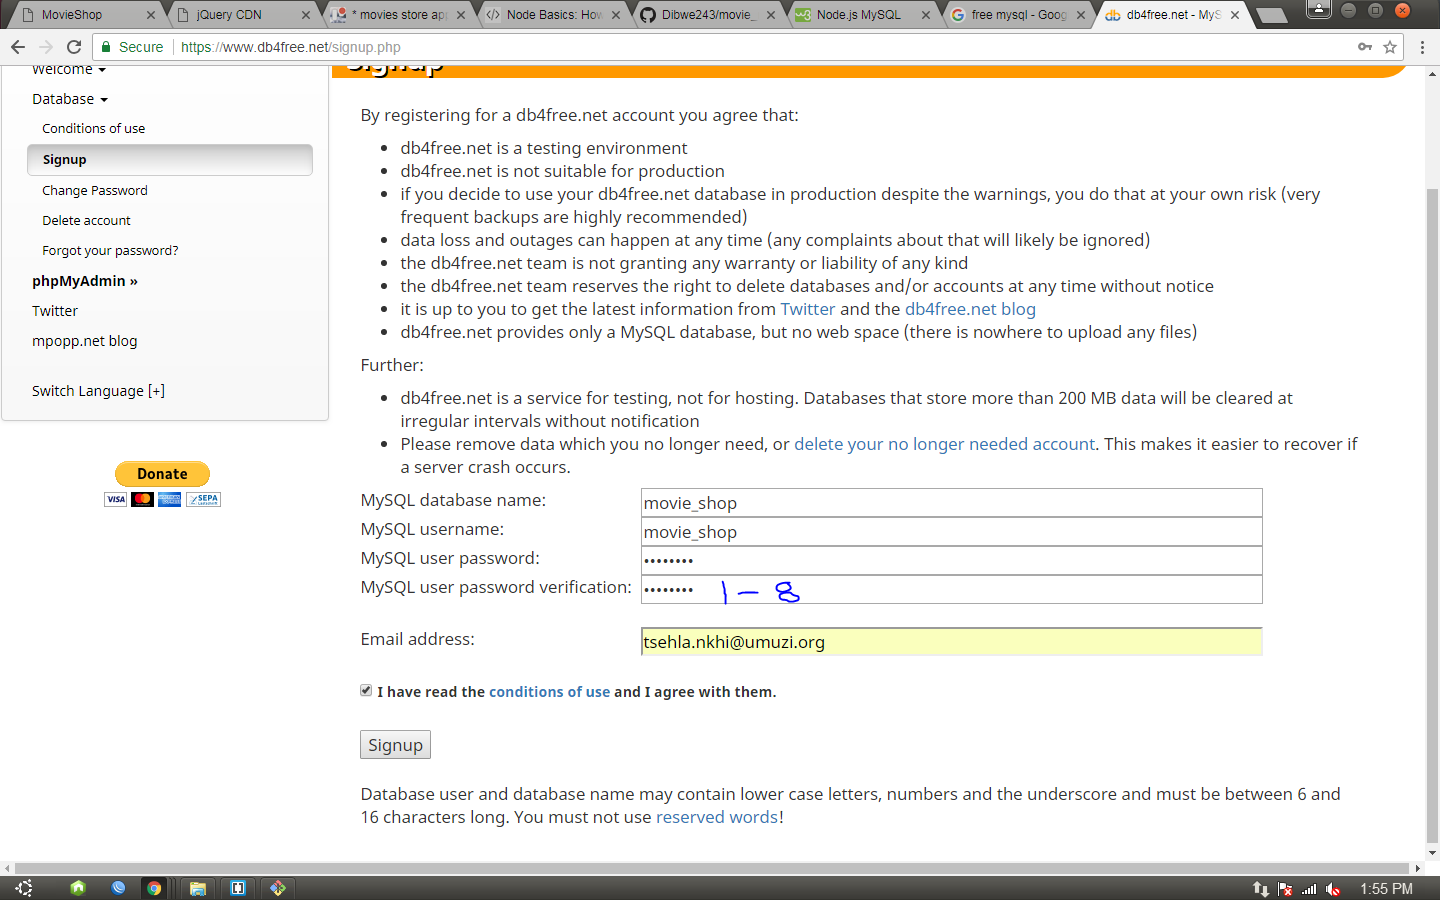 MovieShop
jQuery CDN
* movies store app
Node Basics: How
Dibwe243/movie_
Node.js MySQL
free mysql - Goog
db4free.net - MyS
Secure
https://www.db4free.net/signup.php
Welcome
Database
Conditions of use
Signup
Change Password
Delete account
Forgot your password?
phpMyAdmin »
Twitter
mpopp.net blog
Switch Language [+]
Donate
VISA
SEPA
Signup
By registering for a db4free.net account you agree that:
• db4free.net is a testing environment
• db4free.net is not suitable for production
• if you decide to use your db4free.net database in production despite the warnings, you do that at your own risk (very
frequent backups are highly recommended)
• data loss and outages can happen at any time (any complaints about that will likely be ignored)
• the db4free.net team is not granting any warranty or liability of any kind
• the db4free.net team reserves the right to delete databases and/or accounts at any time without notice
• it is up to you to get the latest information from Twitter and the db4free.net blog
• db4free.net provides only a MySQL database, but no web space (there is nowhere to upload any files)
Further:
• db4free.net is a service for testing, not for hosting. Databases that store more than 200 MB data will be cleared at
irregular intervals without notification
• Please remove data which you no longer need, or delete your no longer needed account. This makes it easier to recover if
a server crash occurs.
MySQL database name: movie_shop
MySQL username: movie_shop
MySQL user password: ••••••••
MySQL user password verification: •••••••• 1 - 8
Email address: tsehla.nkhi@umuzi.org
I have read the conditions of use and I agree with them.
Signup
Database user and database name may contain lower case letters, numbers and the underscore and must be between 6 and
16 characters long. You must not use reserved words!
1:55 PM